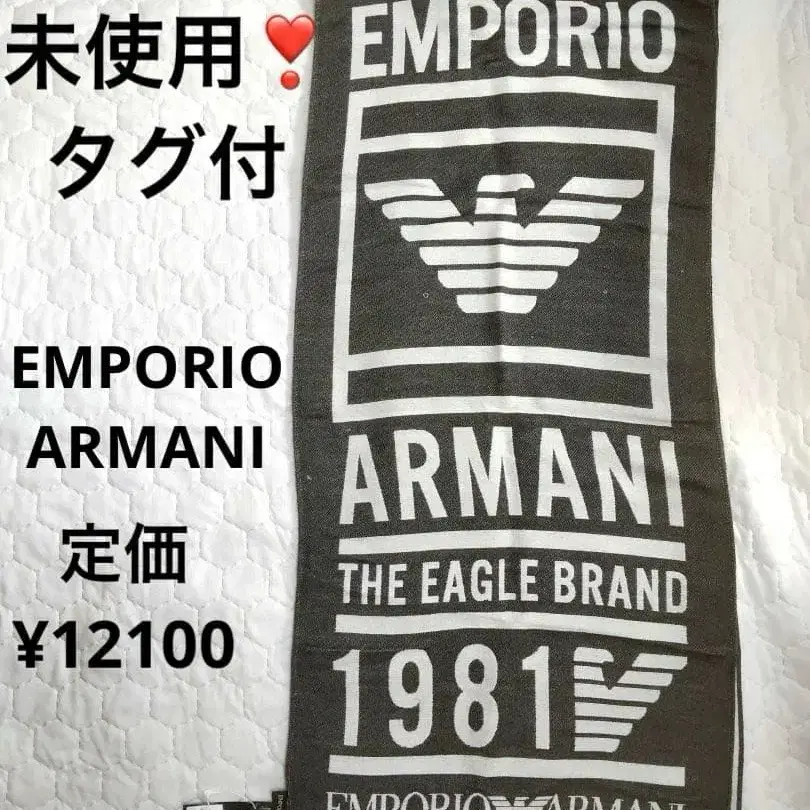 未使用❣
タグ付
EMPORIO
ARMANI
定価
¥12100
EMPORIO
ARMANI
THE EAGLE BRAND
1981
EMPORIO ARMANI